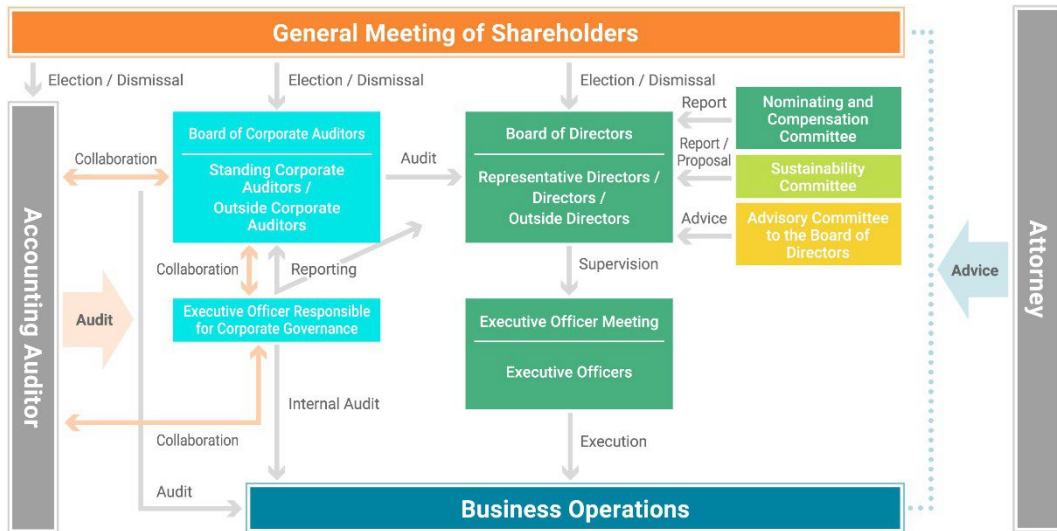 General Meeting of Shareholders
Election / Dismissal
Election / Dismissal
Election / Dismissal
Accounting Auditor
Collaboration
Board of Corporate Auditors
Standing Corporate
Auditors /
Outside Corporate
Auditors
Audit
Board of Directors
Representative Directors /
Directors /
Outside Directors
Report
Nominating and
Compensation
Committee
Report /
Proposal
Sustainability
Committee
Advice
Advisory Committee
to the Board of
Directors
Attorney
Advice
Collaboration
Reporting
Supervision
Audit
Executive Officer Responsible
for Corporate Governance
Executive Officer Meeting
Executive Officers
Internal Audit
Collaboration
Execution
Audit
Business Operations